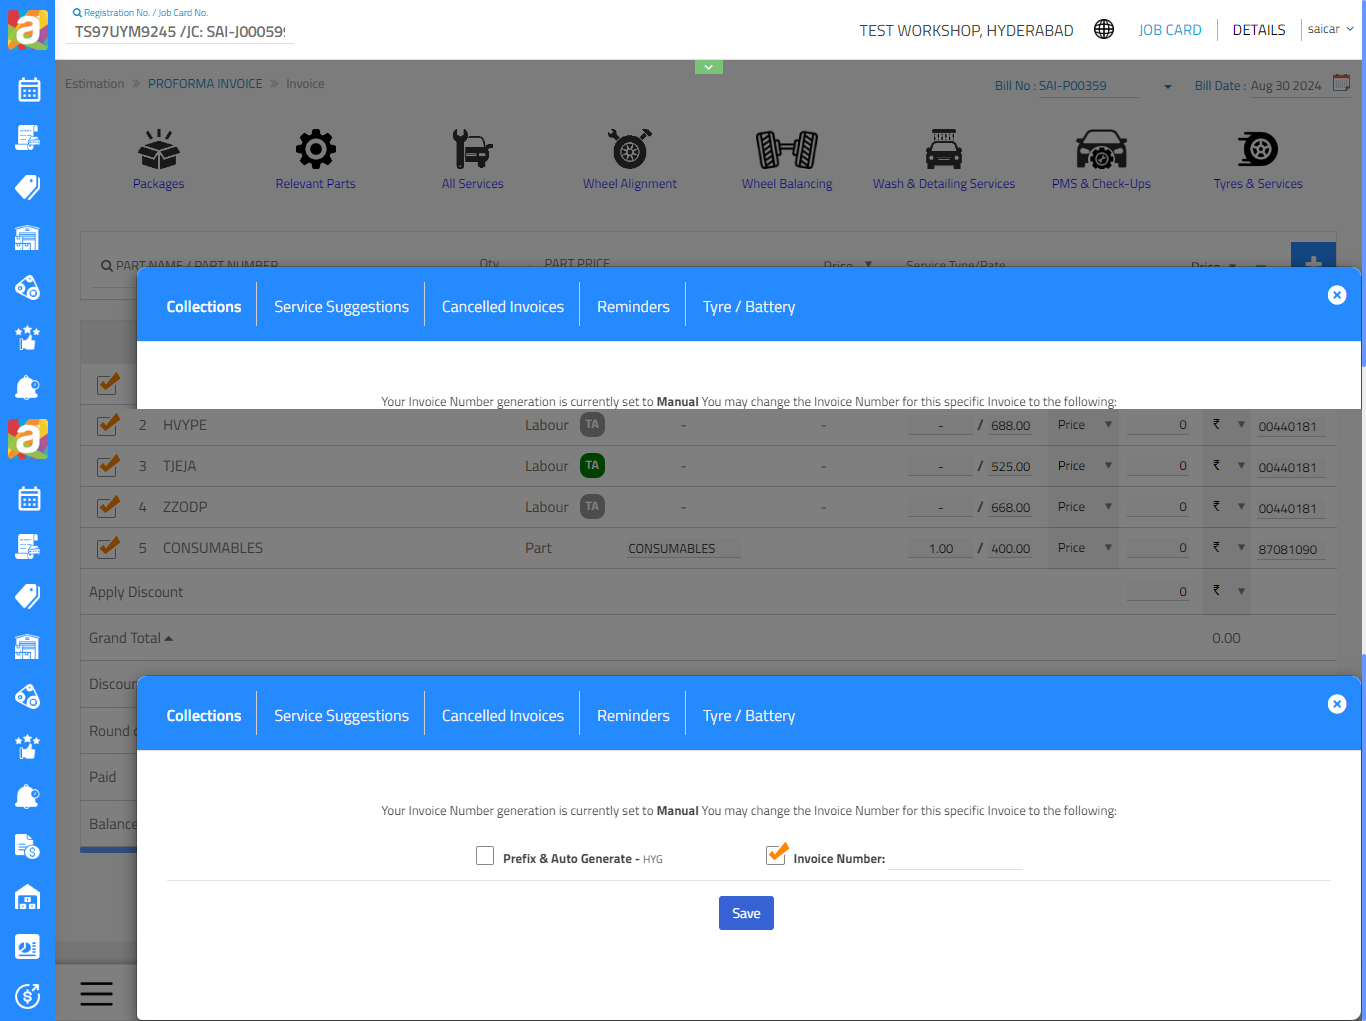 Registration No. / Job Card No.
TS97UYM9245 /JC: SAI-J00059
TEST WORKSHOP, HYDERABAD
JOB CARD
DETAILS
saicar
Estimation » PROFORMA INVOICE » Invoice
Bill No : SAI-P00359
Bill Date : Aug 30 2024
Packages
Relevant Parts
All Services
Wheel Alignment
Wheel Balancing
Wash & Detailing Services
PMS & Check-Ups
Tyres & Services
PART NAME / PART NUMBER Qty PART PRICE Price ▼ Service Type/Rate Price ▼
Collections Service Suggestions Cancelled Invoices Reminders Tyre / Battery
Your Invoice Number generation is currently set to Manual You may change the Invoice Number for this specific Invoice to the following:
2 HVYPE Labour TA - - - / 688.00 Price ▼ 0 ₹ ▼ 00440181
3 TJEJA Labour TA - - - / 525.00 Price ▼ 0 ₹ ▼ 00440181
4 ZZODP Labour TA - - - / 668.00 Price ▼ 0 ₹ ▼ 00440181
5 CONSUMABLES Part CONSUMABLES 1.00 / 400.00 Price ▼ 0 ₹ ▼ 87081090
Apply Discount 0 ₹ ▼
Grand Total 0.00
Discou
Round
Paid
Balance
Collections Service Suggestions Cancelled Invoices Reminders Tyre / Battery
Your Invoice Number generation is currently set to Manual You may change the Invoice Number for this specific Invoice to the following:
Prefix & Auto Generate - HYG
Invoice Number:
Save